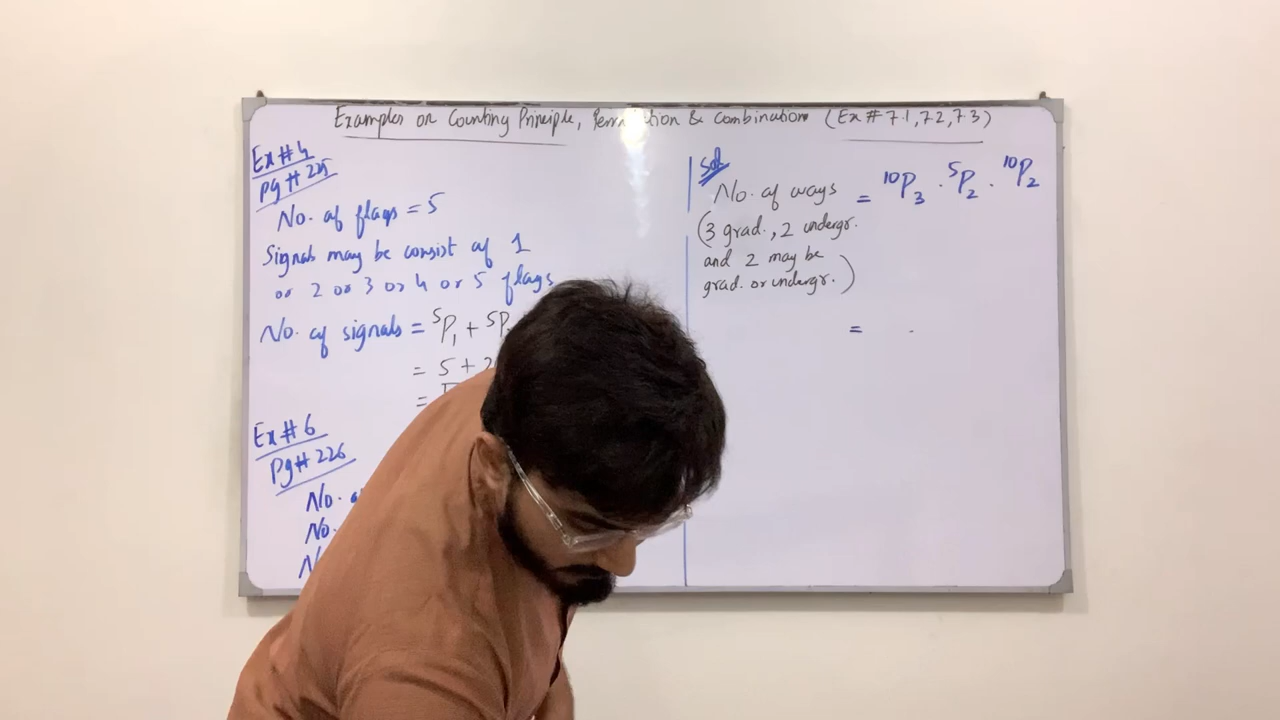 Examples on Counting Principle, & Combination (Ex # 7.1, 7.2, 7.3)
Ex # 4
Pg # 225
No. of flags = 5
Signals may be consist of 1
or 2 or 3 or 4 or 5 flags
No. of signals = ⁵P₁ + ⁵P
= 5 + 2
=
Ex # 6
Pg # 226
No.
No.
N
Sol
No. of ways = ¹⁰P₃ . ⁵P₂ . ¹⁰P₂
(3 grad., 2 undergr.
and 2 may be
grad. or undergr.)
=